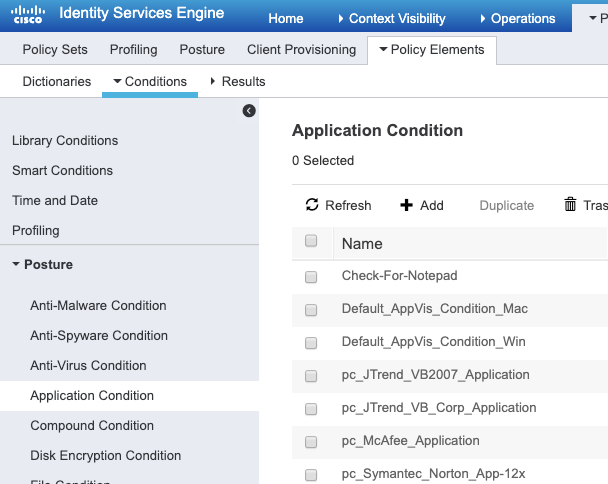 cisco Identity Services Engine Home Context Visibility Operations P
Policy Sets Profiling Posture Client Provisioning Policy Elements
Dictionaries Conditions Results
Library Conditions
Smart Conditions
Time and Date
Profiling
Posture
Anti-Malware Condition
Anti-Spyware Condition
Anti-Virus Condition
Application Condition
Compound Condition
Disk Encryption Condition
Application Condition
0 Selected
Refresh Add Duplicate Tras
Name
Check-For-Notepad
Default_AppVis_Condition_Mac
Default_AppVis_Condition_Win
pc_JTrend_VB2007_Application
pc_JTrend_VB_Corp_Application
pc_McAfee_Application
pc_Symantec_Norton_App-12x